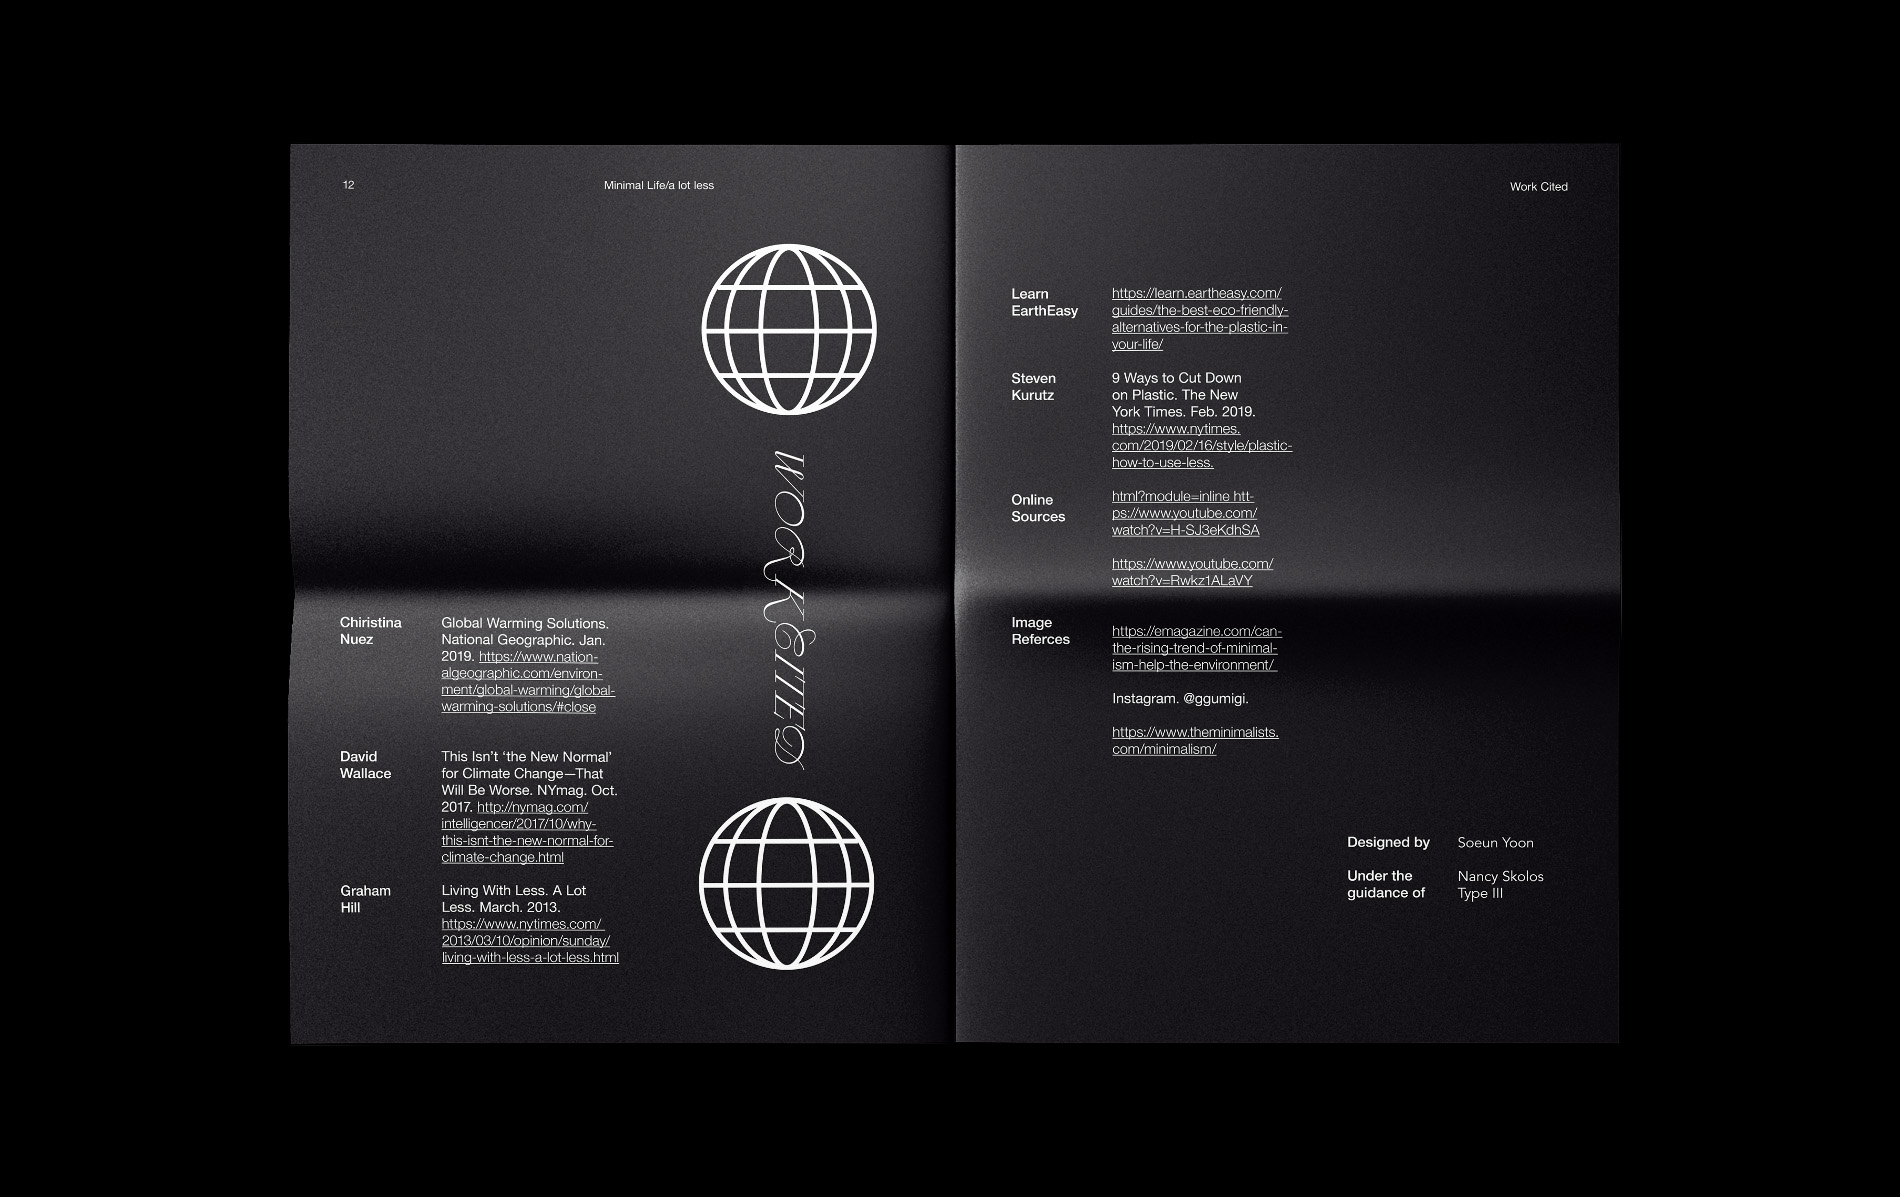 12
Minimal Life/a lot less
WORK CITED
Chiristina
Nuez
Global Warming Solutions.
National Geographic. Jan.
2019. https://www.nation-
algeographic.com/environ-
ment/global-warming/global-
warming-solutions/#close
David
Wallace
This Isn’t ‘the New Normal’
for Climate Change—That
Will Be Worse. NYmag. Oct.
2017. http://nymag.com/
intelligencer/2017/10/why-
this-isnt-the-new-normal-for-
climate-change.html
Graham
Hill
Living With Less. A Lot
Less. March. 2013.
https://www.nytimes.com/
2013/03/10/opinion/sunday/
living-with-less-a-lot-less.html
Work Cited
Learn
EarthEasy
https://learn.eartheasy.com/
guides/the-best-eco-friendly-
alternatives-for-the-plastic-in-
your-life/
Steven
Kurutz
9 Ways to Cut Down
on Plastic. The New
York Times. Feb. 2019.
https://www.nytimes.
com/2019/02/16/style/plastic-
how-to-use-less.
Online
Sources
html?module=inline htt-
ps://www.youtube.com/
watch?v=H-SJ3eKdhSA
https://www.youtube.com/
watch?v=Rwkz1ALaVY
Image
Referces
https://emagazine.com/can-
the-rising-trend-of-minimal-
ism-help-the-environment/
Instagram. @ggumigi.
https://www.theminimalists.
com/minimalism/
Designed by
Soeun Yoon
Under the
guidance of
Nancy Skolos
Type III